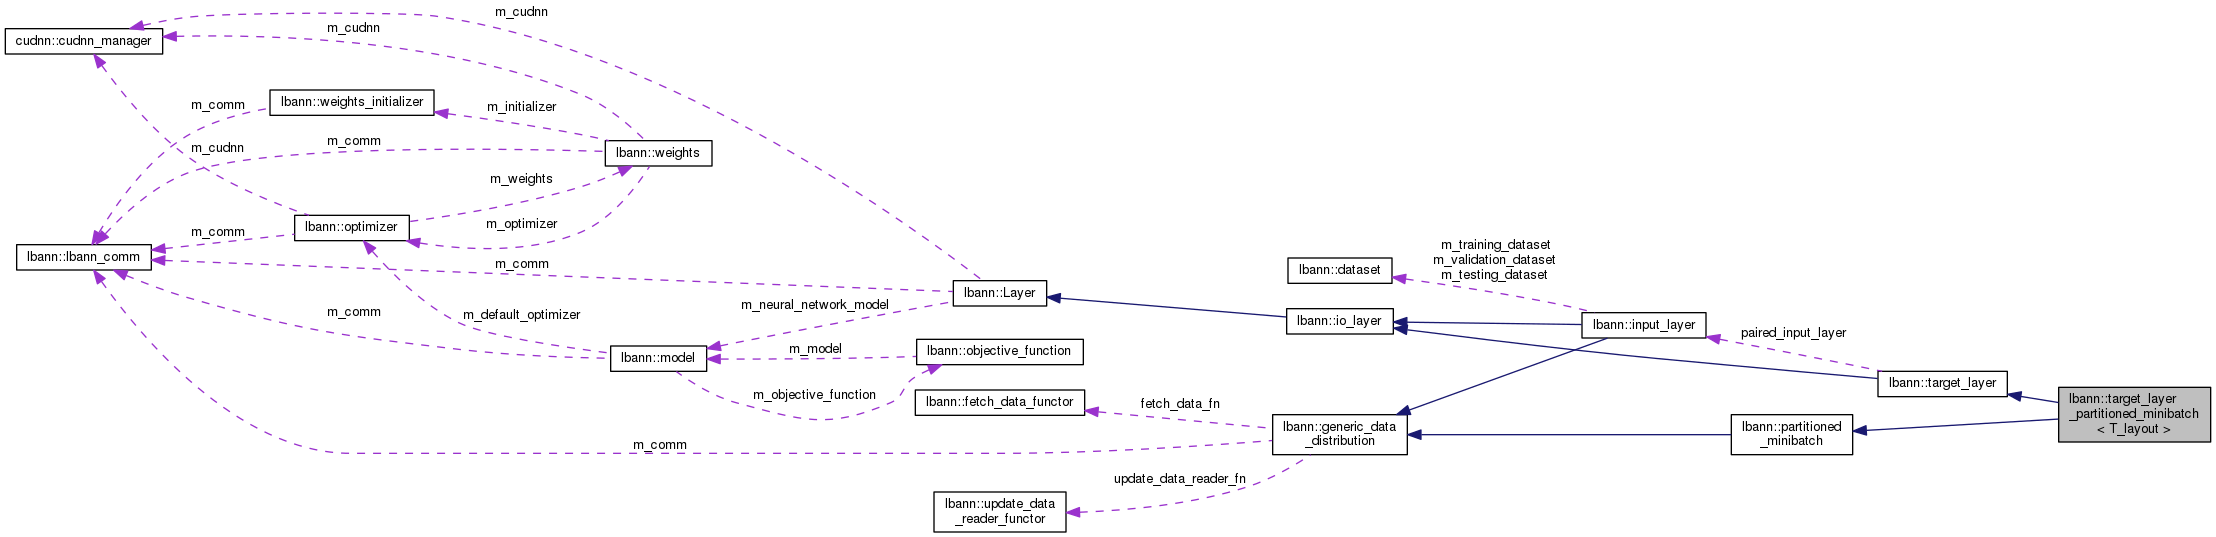 m_cudnn
m_cudnn
cudnn::cudnn_manager
lbann::weights_initializer
m_comm
m_initializer
m_comm
m_cudnn
lbann::weights
m_weights
m_optimizer
lbann::optimizer
m_comm
lbann::lbann_comm
m_comm
m_training_dataset
m_validation_dataset
m_testing_dataset
lbann::dataset
lbann::Layer
m_neural_network_model
m_comm
m_default_optimizer
lbann::io_layer
lbann::input_layer
paired_input_layer
m_model
lbann::objective_function
lbann::model
m_objective_function
lbann::fetch_data_functor
fetch_data_fn
lbann::target_layer
lbann::target_layer
_partitioned_minibatch
< T_layout >
lbann::generic_data
_distribution
lbann::partitioned
_minibatch
m_comm
update_data_reader_fn
lbann::update_data
_reader_functor